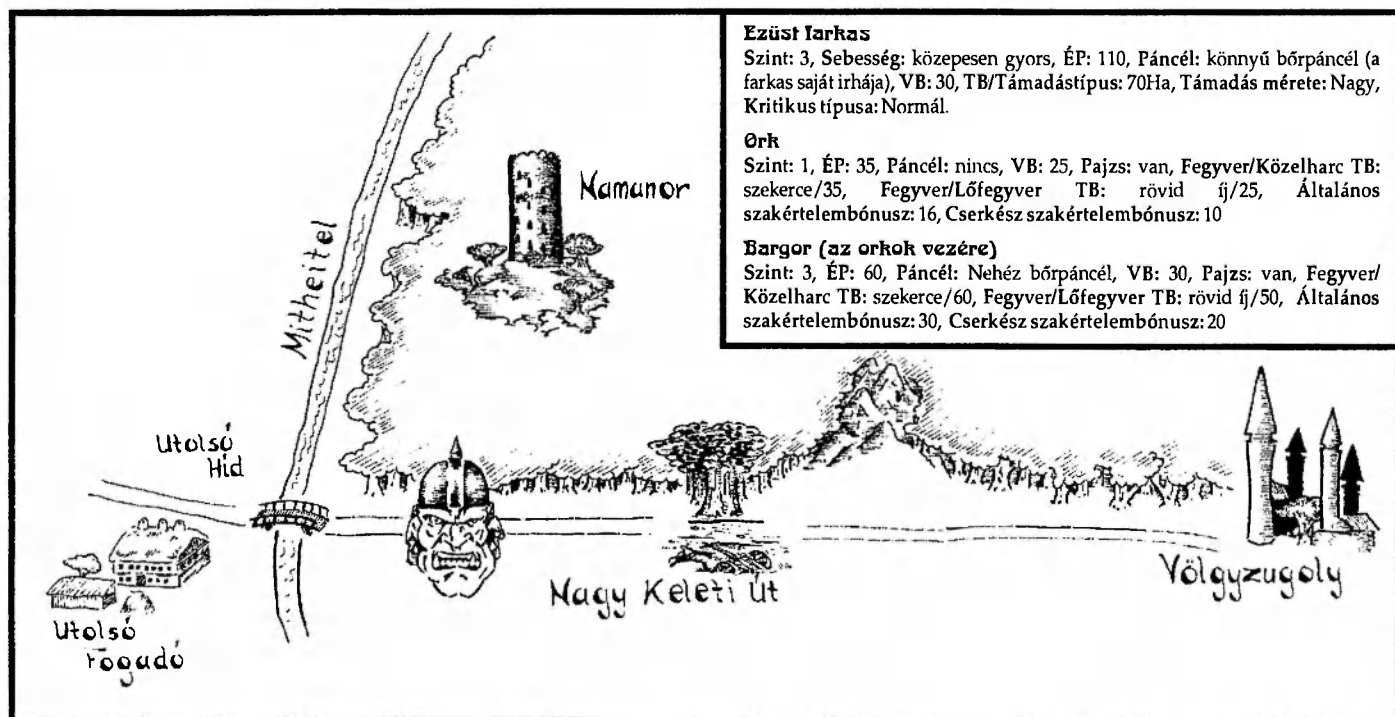 Ezüst farkas
Szint: 3, Sebesség: közepesen gyors, ÉP: 110, Páncél: könnyű bőrpáncél (a
farkas saját irhája), VB: 30, TB/Támadástípus: 70Ha, Támadás mérete: Nagy,
Kritikus típusa: Normál.
Ork
Szint: 1, ÉP: 35, Páncél: nincs, VB: 25, Pajzs: van, Fegyver/Közelharc TB:
szekerce/35, Fegyver/Lőfegyver TB: rövid íj/25, Általános
szakértelembónusz: 16, Cserkész szakértelembónusz: 10
Bargor (az orkok vezére)
Szint: 3, ÉP: 60, Páncél: Nehéz bőrpáncél, VB: 30, Pajzs: van, Fegyver/
Közelharc TB: szekerce/60, Fegyver/Lőfegyver TB: rövid íj/50, Általános
szakértelembónusz: 30, Cserkész szakértelembónusz: 20
Namanor
Mitheitel
Utolsó
Híd
Nagy Keleti Út
Völgyzugoly
Utolsó
Fogadó